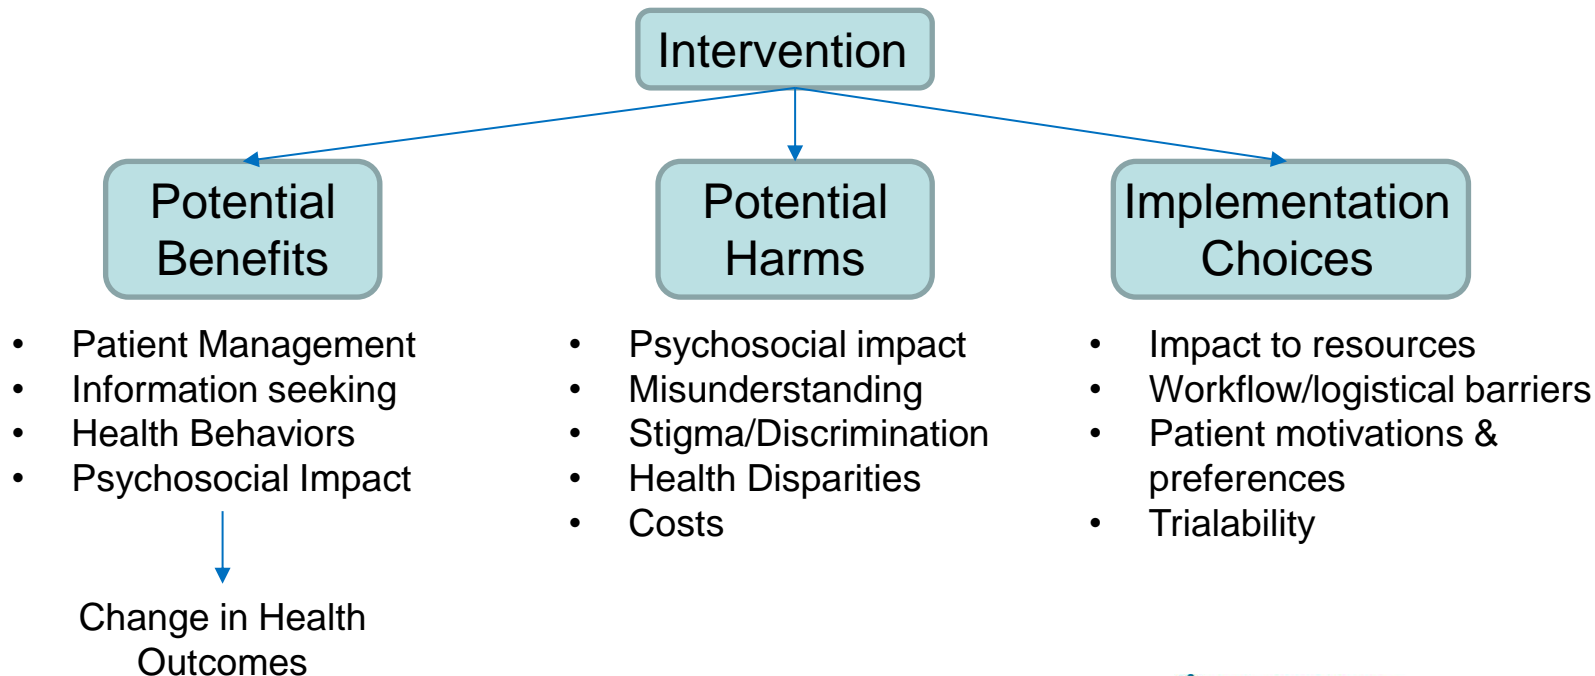 Intervention
Potential
Benefits
Potential
Harms
Implementation
Choices
• Patient Management
• Information seeking
• Health Behaviors
• Psychosocial Impact
Change in Health
Outcomes
• Psychosocial impact
• Misunderstanding
• Stigma/Discrimination
• Health Disparities
• Costs
• Impact to resources
• Workflow/logistical barriers
• Patient motivations &
preferences
• Trialability